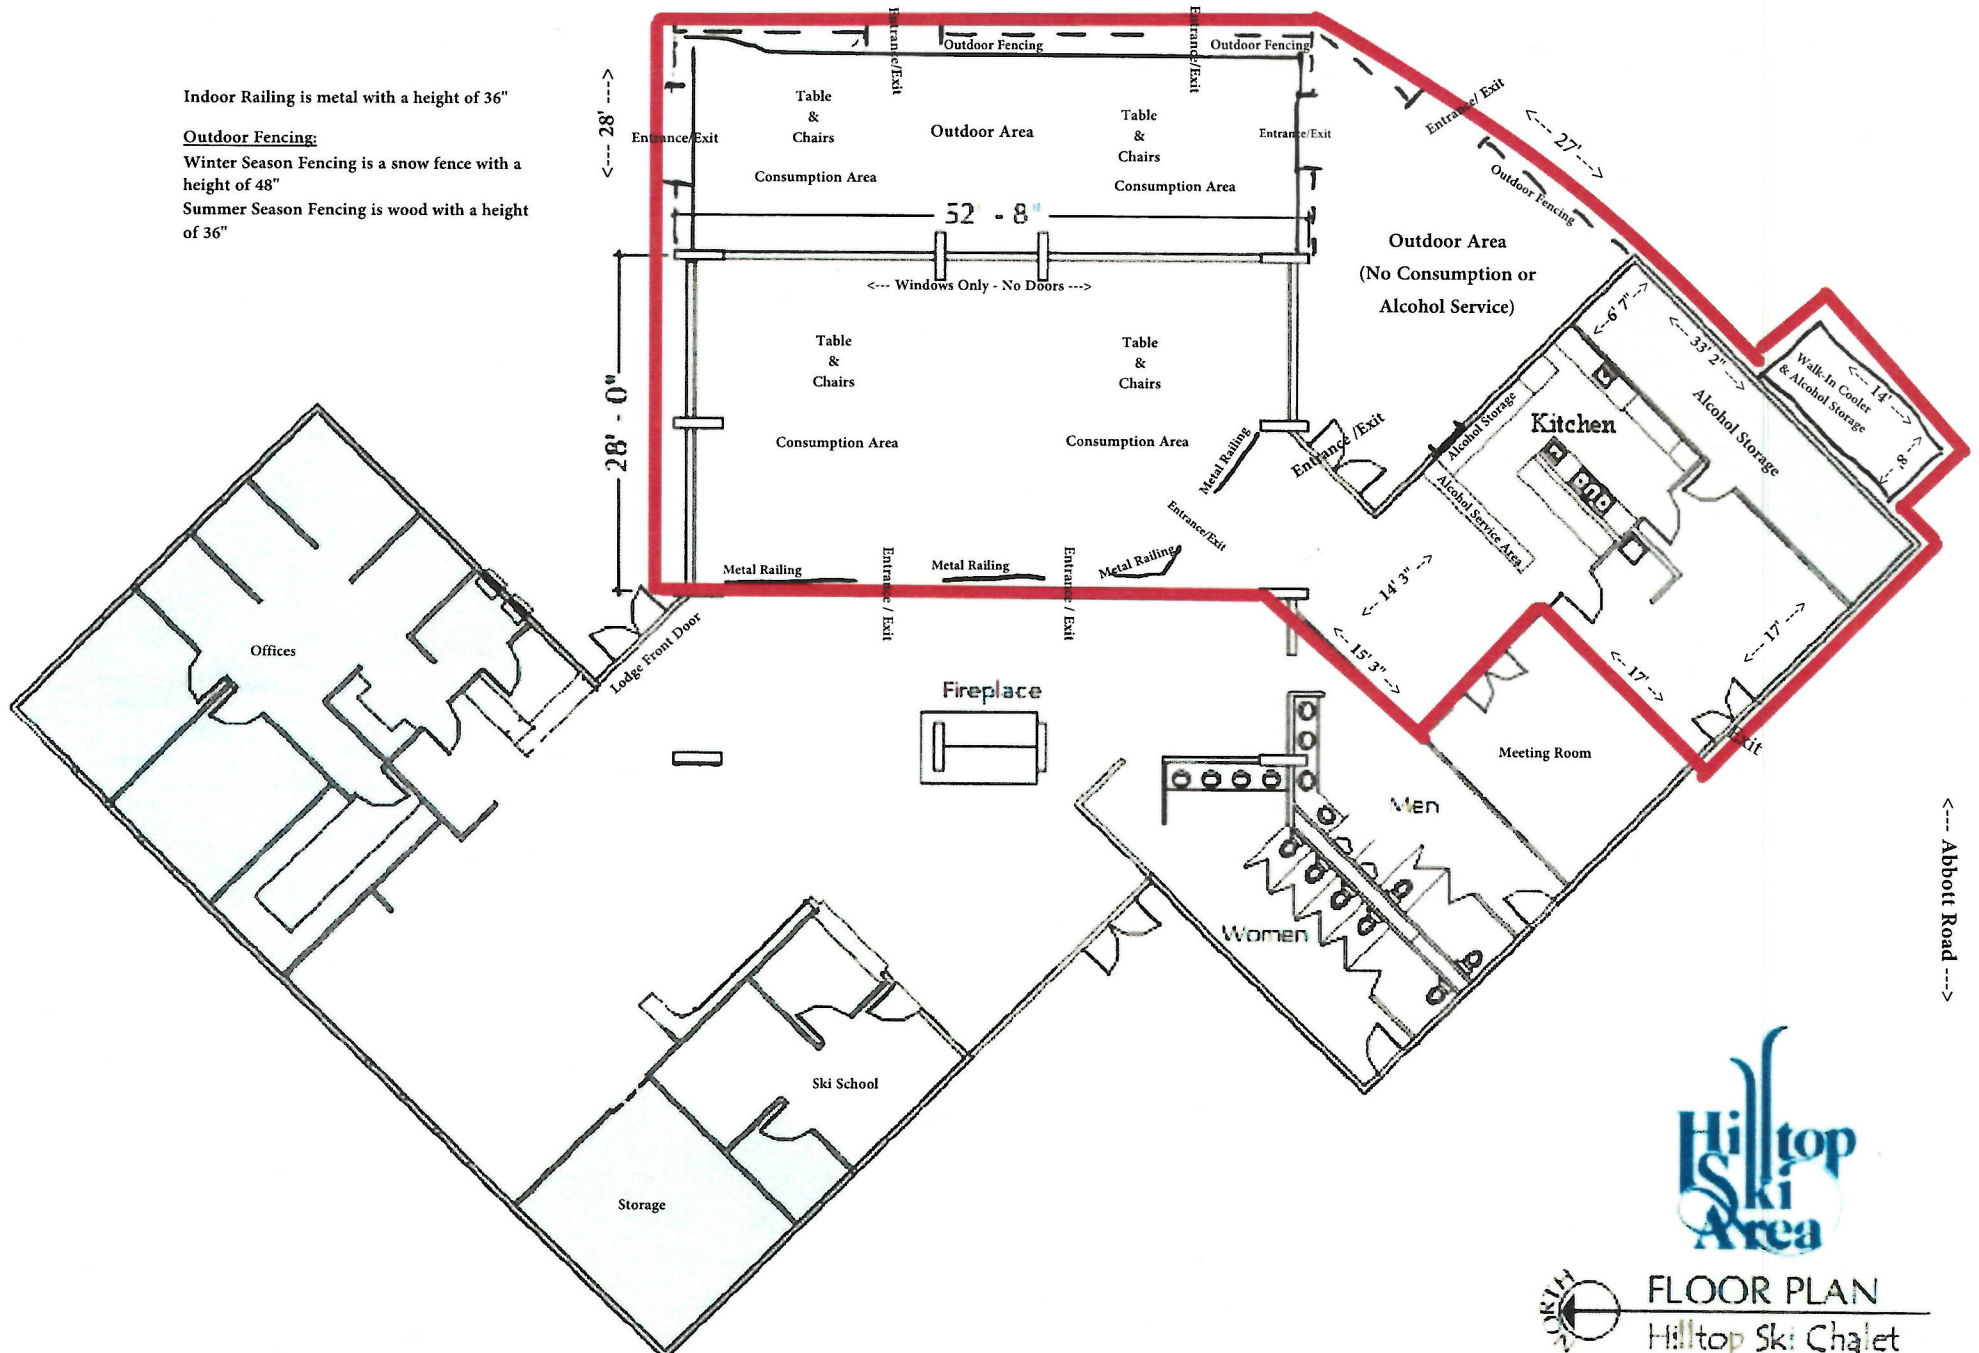 Indoor Railing is metal with a height of 36"
Outdoor Fencing:
Winter Season Fencing is a snow fence with a
height of 48"
Summer Season Fencing is wood with a height
of 36"
<--- 28' --->
Entrance/Exit
Entrance/Exit
Outdoor Fencing
Outdoor Fencing
Entrance/Exit
Table
&
Chairs
Outdoor Area
Table
&
Chairs
Entrance/Exit
Consumption Area
Consumption Area
52' - 8"
Entrance/ Exit
<--- 27' --->
Outdoor Fencing
Outdoor Area
(No Consumption or
Alcohol Service)
<--- Windows Only - No Doors --->
28' - 0"
Table
&
Chairs
Table
&
Chairs
Consumption Area
Consumption Area
Metal Railing
Entrance /Exit
Entrance/Exit
Metal Railing
Metal Railing
Metal Railing
Entrance / Exit
Entrance / Exit
<--6' 7"-->
<--- 33' 2" --->
Walk-In Cooler
& Alcohol Storage
<--- 14' --->
<--- 8' --->
Alcohol Storage
Kitchen
Alcohol Storage
Alcohol Service Area
<-- 14' 3" -->
<-- 15' 3" -->
<-- 17' -->
<-- 17' -->
Exit
Meeting Room
Lodge Front Door
Offices
Fireplace
Men
Women
<--- Abbott Road --->
Ski School
Storage
Hilltop
Ski
Area
NORTH
FLOOR PLAN
Hilltop Ski Chalet